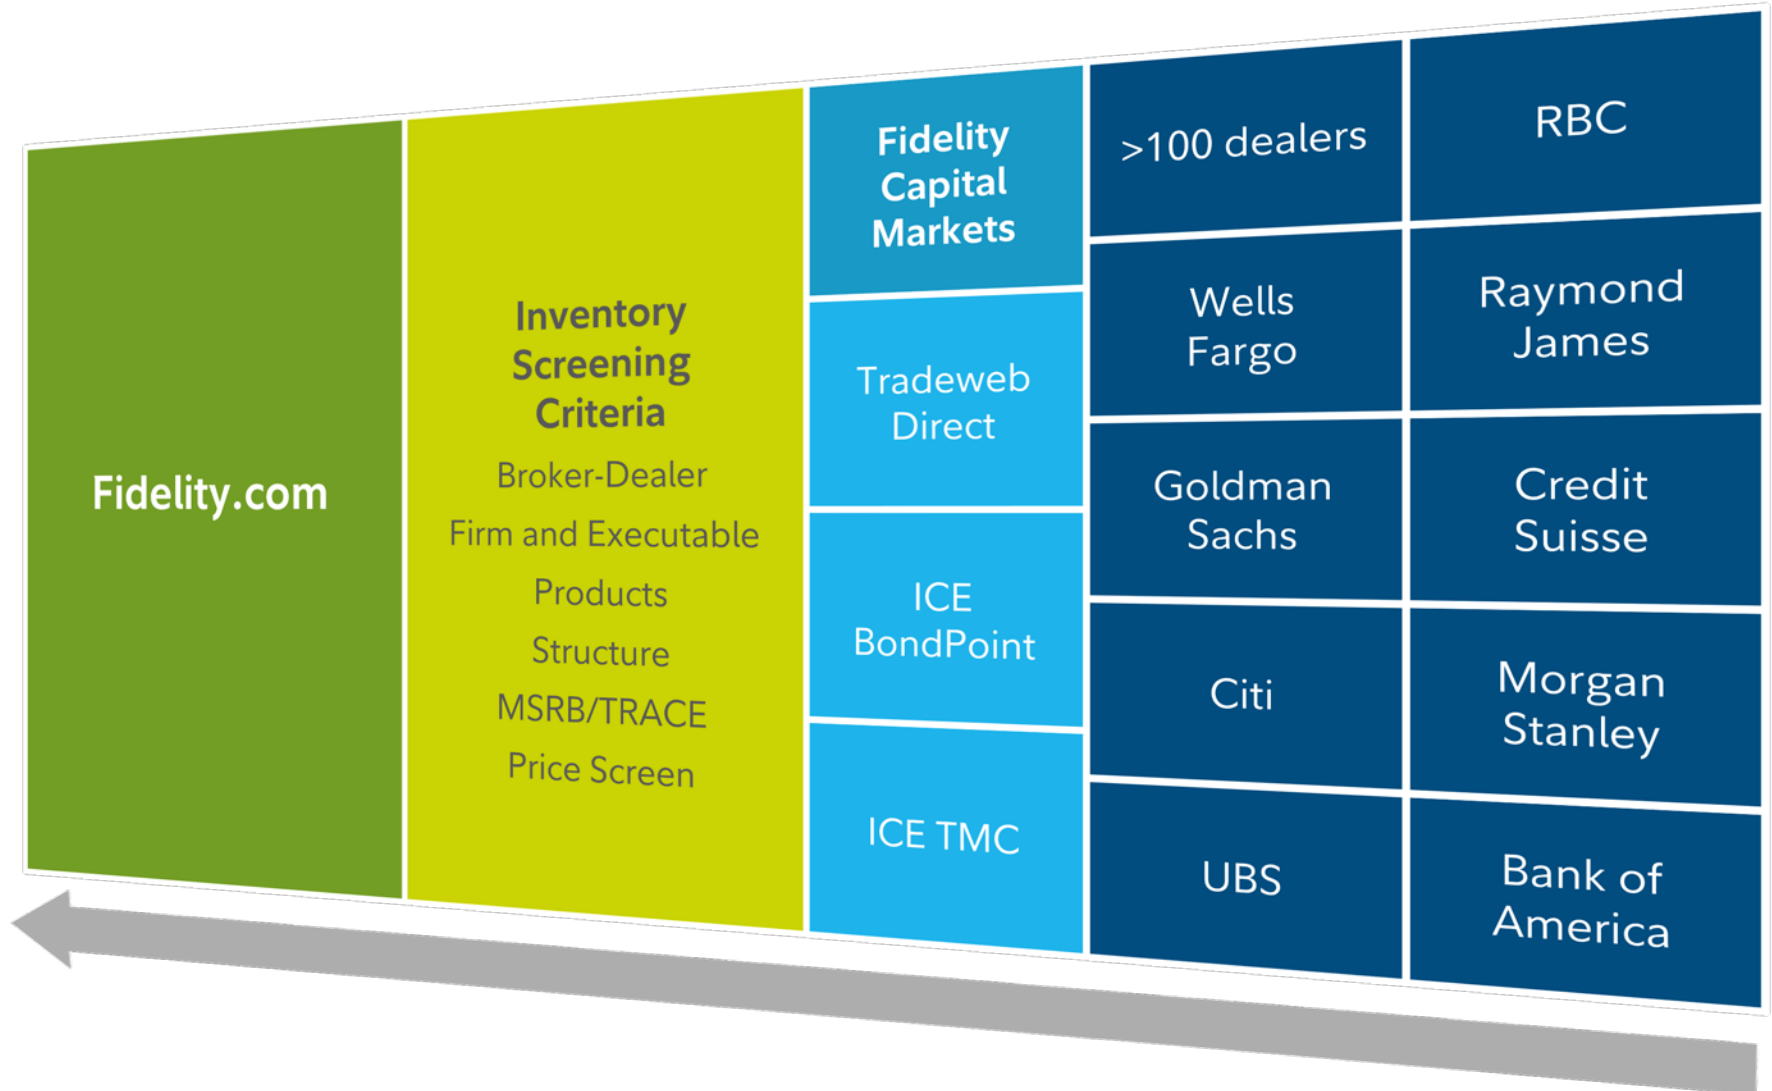 Fidelity.com
Inventory
Screening
Criteria
Broker-Dealer
Firm and Executable
Products
Structure
MSRB/TRACE
Price Screen
Fidelity
Capital
Markets
Tradeweb
Direct
ICE
BondPoint
ICE TMC
>100 dealers
Wells
Fargo
Goldman
Sachs
Citi
UBS
RBC
Raymond
James
Credit
Suisse
Morgan
Stanley
Bank of
America